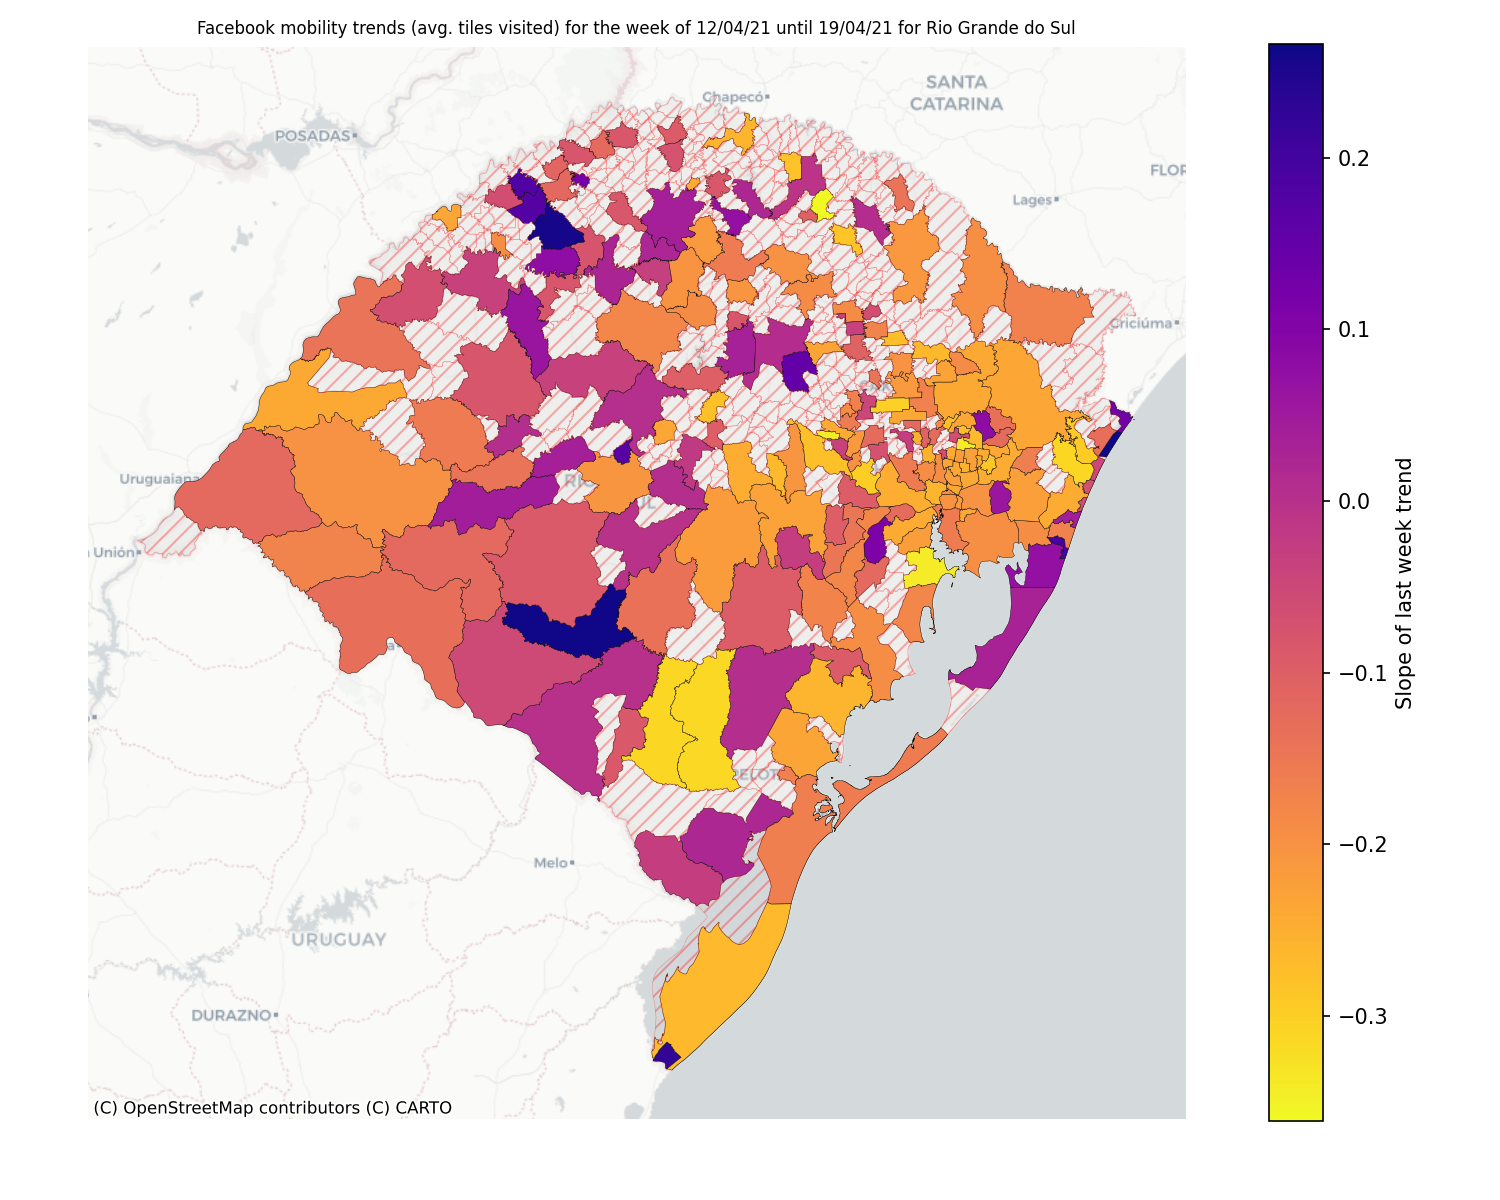 Facebook mobility trends (avg. tiles visited) for the week of 12/04/21 until 19/04/21 for Rio Grande do Sul
Chapecó
SANTA
CATARINA
POSADAS
FLOR
Lages
Criciúma
Uruguaiana
Unión
PELOT
Melo
URUGUAY
DURAZNO
(C) OpenStreetMap contributors (C) CARTO
0.2
0.1
0.0
−0.1
−0.2
−0.3
Slope of last week trend